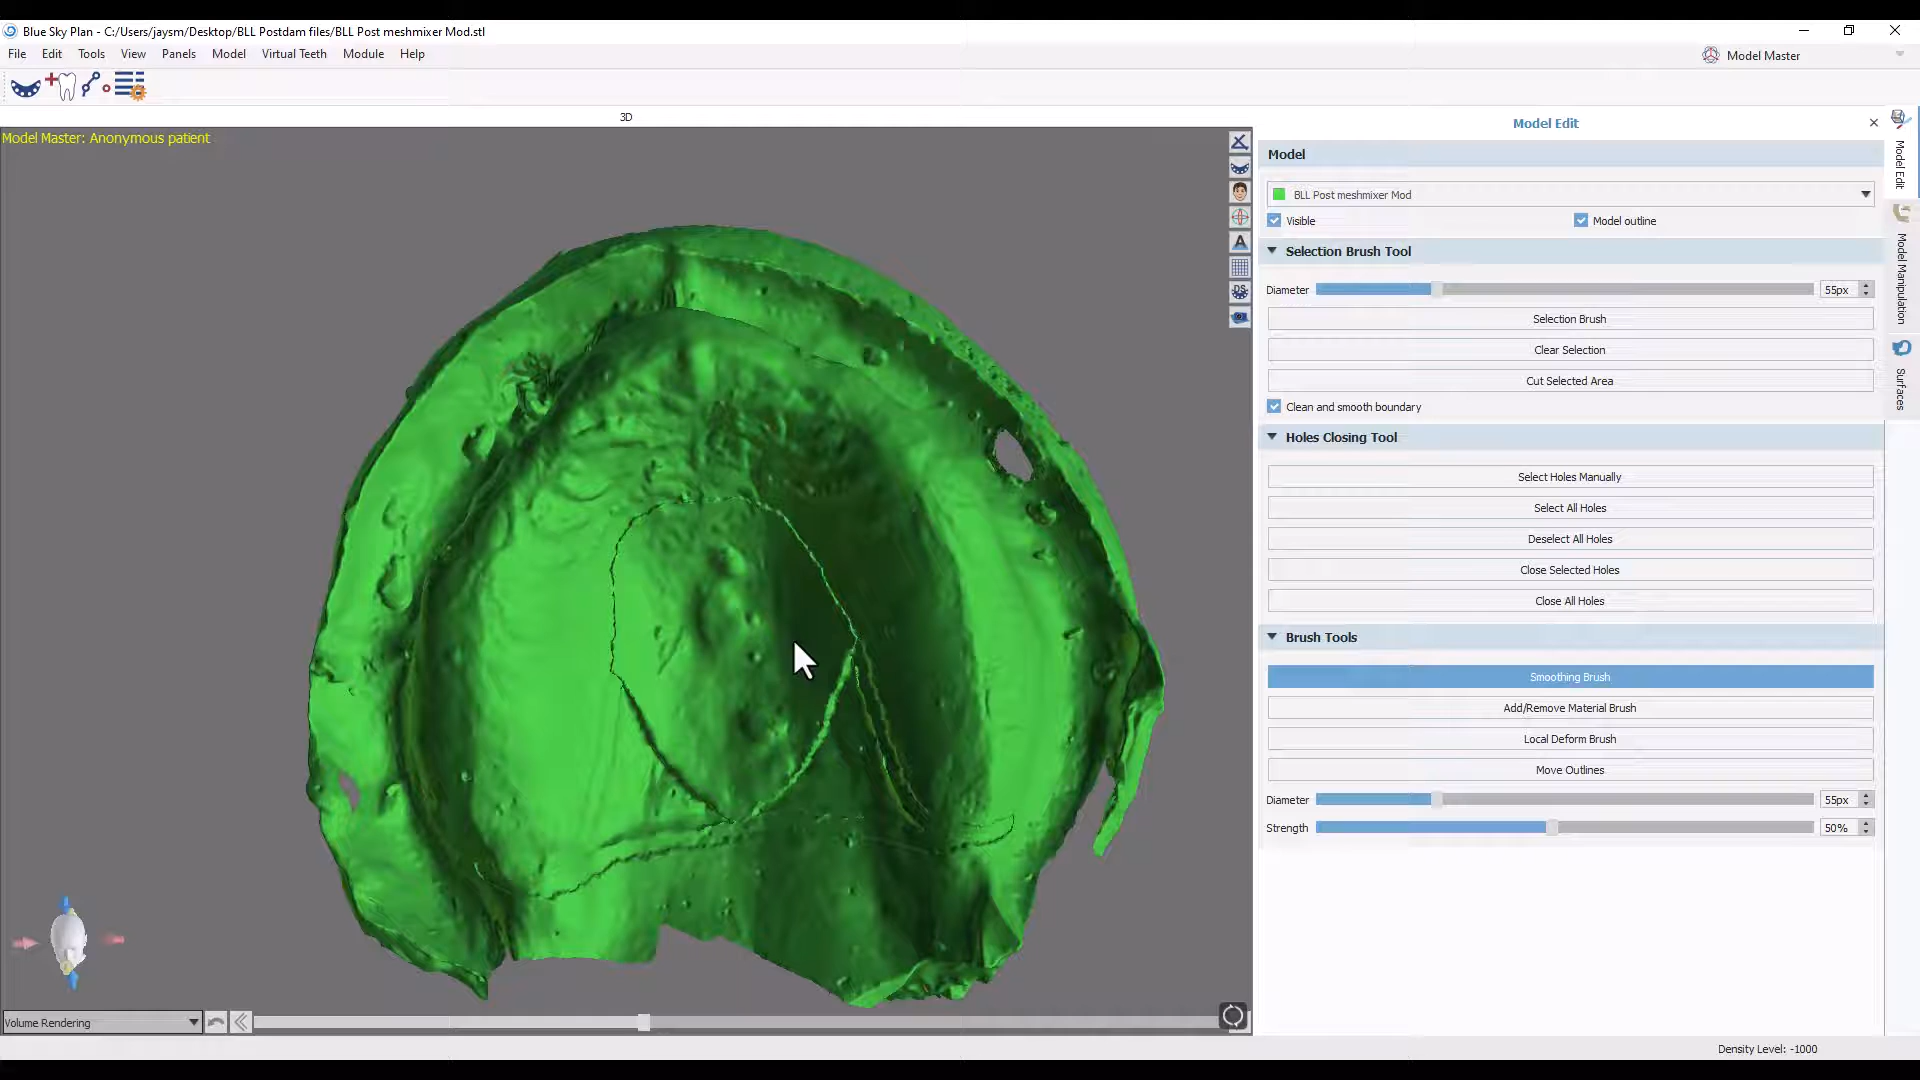 Blue Sky Plan - C:/Users/jaysm/Desktop/BLL Postdam files/BLL Post meshmixer Mod.stl
File Edit Tools View Panels Model Virtual Teeth Module Help
Model Master
3D
Model Master: Anonymous patient
A
DS
Model Edit
Model
BLL Post meshmixer Mod
Visible Model outline
Selection Brush Tool
Diameter 55px
Selection Brush
Clear Selection
Cut Selected Area
Clean and smooth boundary
Holes Closing Tool
Select Holes Manually
Select All Holes
Deselect All Holes
Close Selected Holes
Close All Holes
Brush Tools
Smoothing Brush
Add/Remove Material Brush
Local Deform Brush
Move Outlines
Diameter 55px
Strength 50%
Model Edit
Model Manipulation
Surfaces
Volume Rendering
Density Level: -1000